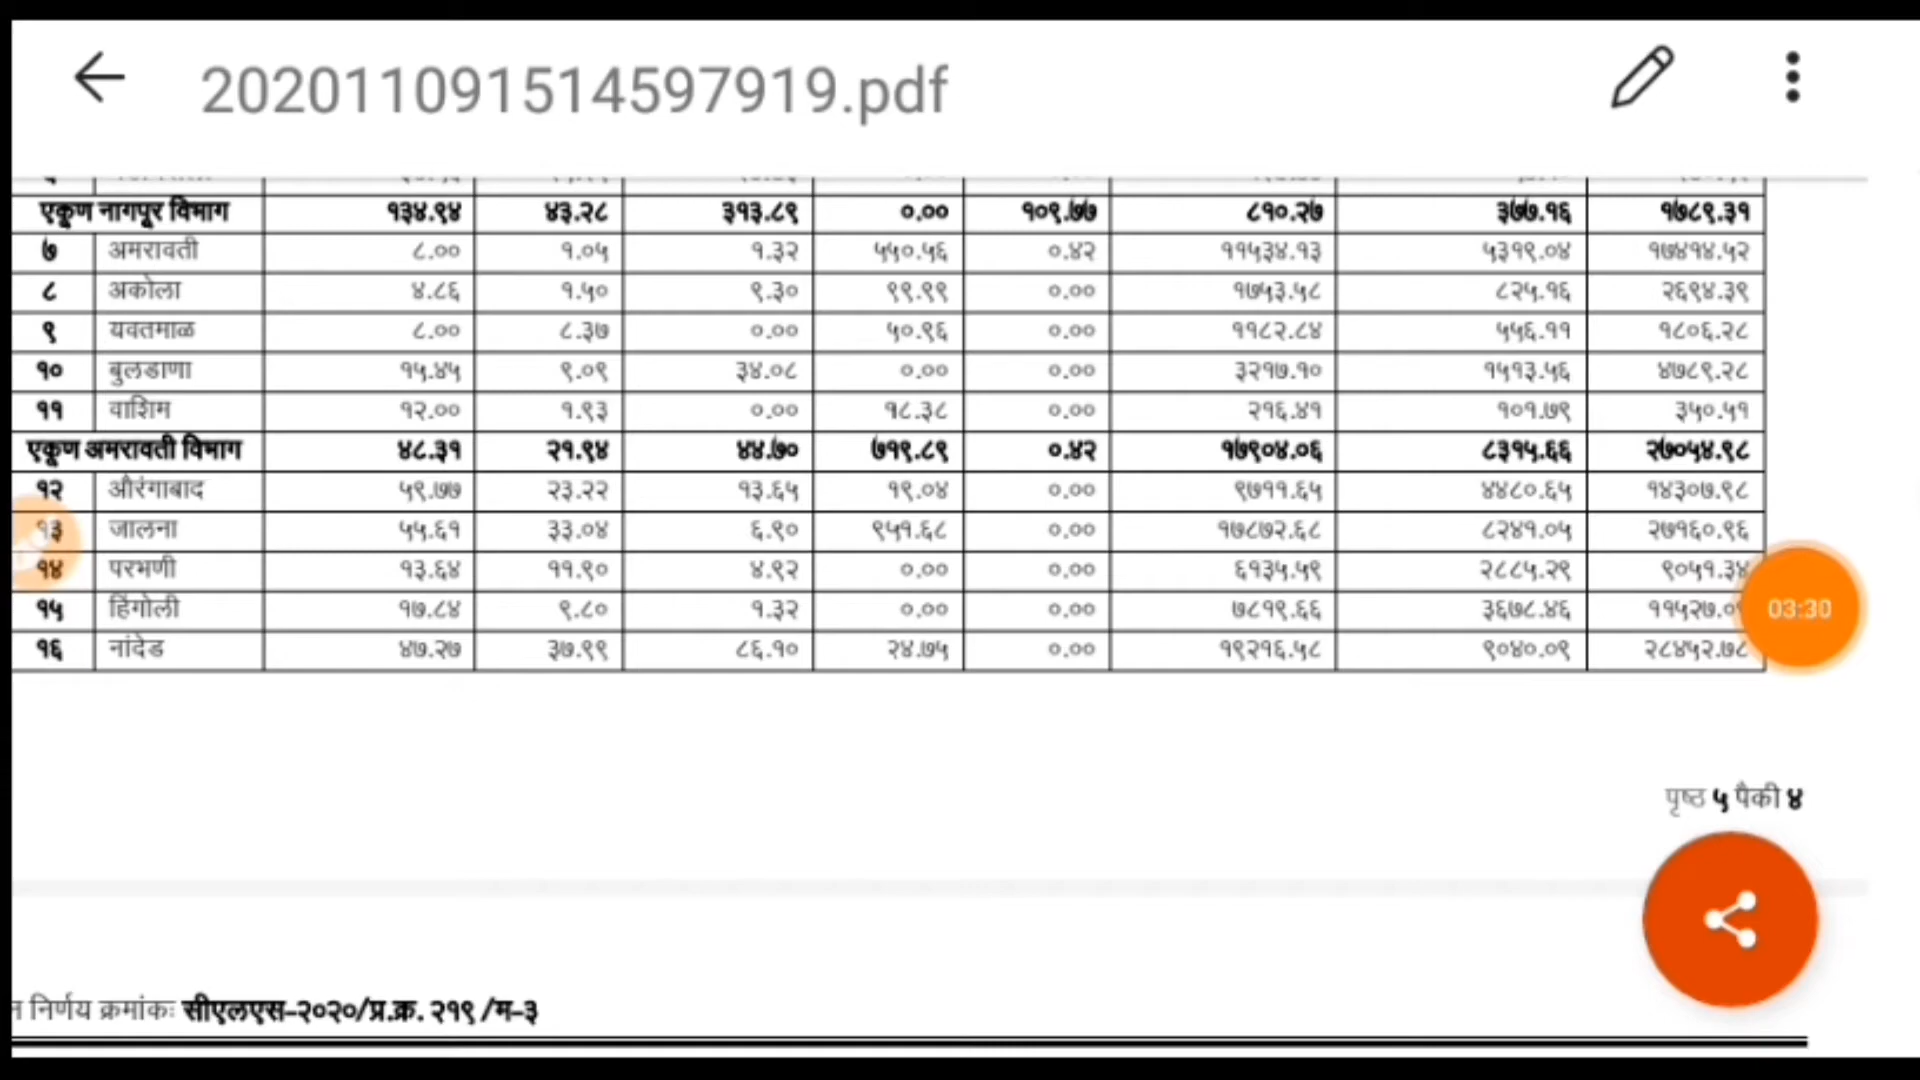 202011091514597919.pdf
एकूण नागपूर विभाग १३४.९४ ४३.२८ ३१३.८९ ०.०० १०९.७७ ८१०.२७ ३७७.१६ १७८९.३१
७ अमरावती ८.०० १.०५ १.३२ ५५०.५६ ०.४२ ११५३४.१३ ५३१९.०४ १७४१४.५२
८ अकोला ४.८६ १.५० ९.३० ९९.९९ ०.०० १७५३.५८ ८२५.१६ २६९४.३९
९ यवतमाळ ८.०० ८.३७ ०.०० ५०.९६ ०.०० ११८२.८४ ५५६.११ १८०६.२८
१० बुलडाणा १५.४५ ९.०९ ३४.०८ ०.०० ०.०० ३२१७.१० १५१३.५६ ४७८९.२८
११ वाशिम १२.०० १.९३ ०.०० १८.३८ ०.०० २१६.४१ १०१.७९ ३५०.५१
एकूण अमरावती विभाग ४८.३१ २१.९४ ४४.७० ७१९.८९ ०.४२ १७९०४.०६ ८३१५.६६ २७०५४.९८
१२ औरंगाबाद ५९.७७ २३.२२ १३.६५ १९.०४ ०.०० ९७११.६५ ४४८०.६५ १४३०७.९८
१३ जालना ५५.६१ ३३.०४ ६.९० ९५१.६८ ०.०० १७८७२.६८ ८२४१.०५ २७१६०.९६
१४ परभणी १३.६४ ११.९० ४.९२ ०.०० ०.०० ६१३५.५९ २८८५.२९ ९०५१.३४
१५ हिंगोली १७.८४ ९.८० १.३२ ०.०० ०.०० ७८१९.६६ ३६७८.४६
१६ नांदेड ४७.२७ ३७.९९ ८६.१० २४.७५ ०.०० १९२१६.५८ ९०४०.०९ २८४५२.७८
03:30
पृष्ठ ५ पैकी ४
निर्णय क्रमांकः सीएलएस-२०२०/प्र.क्र. २१९ /म-३